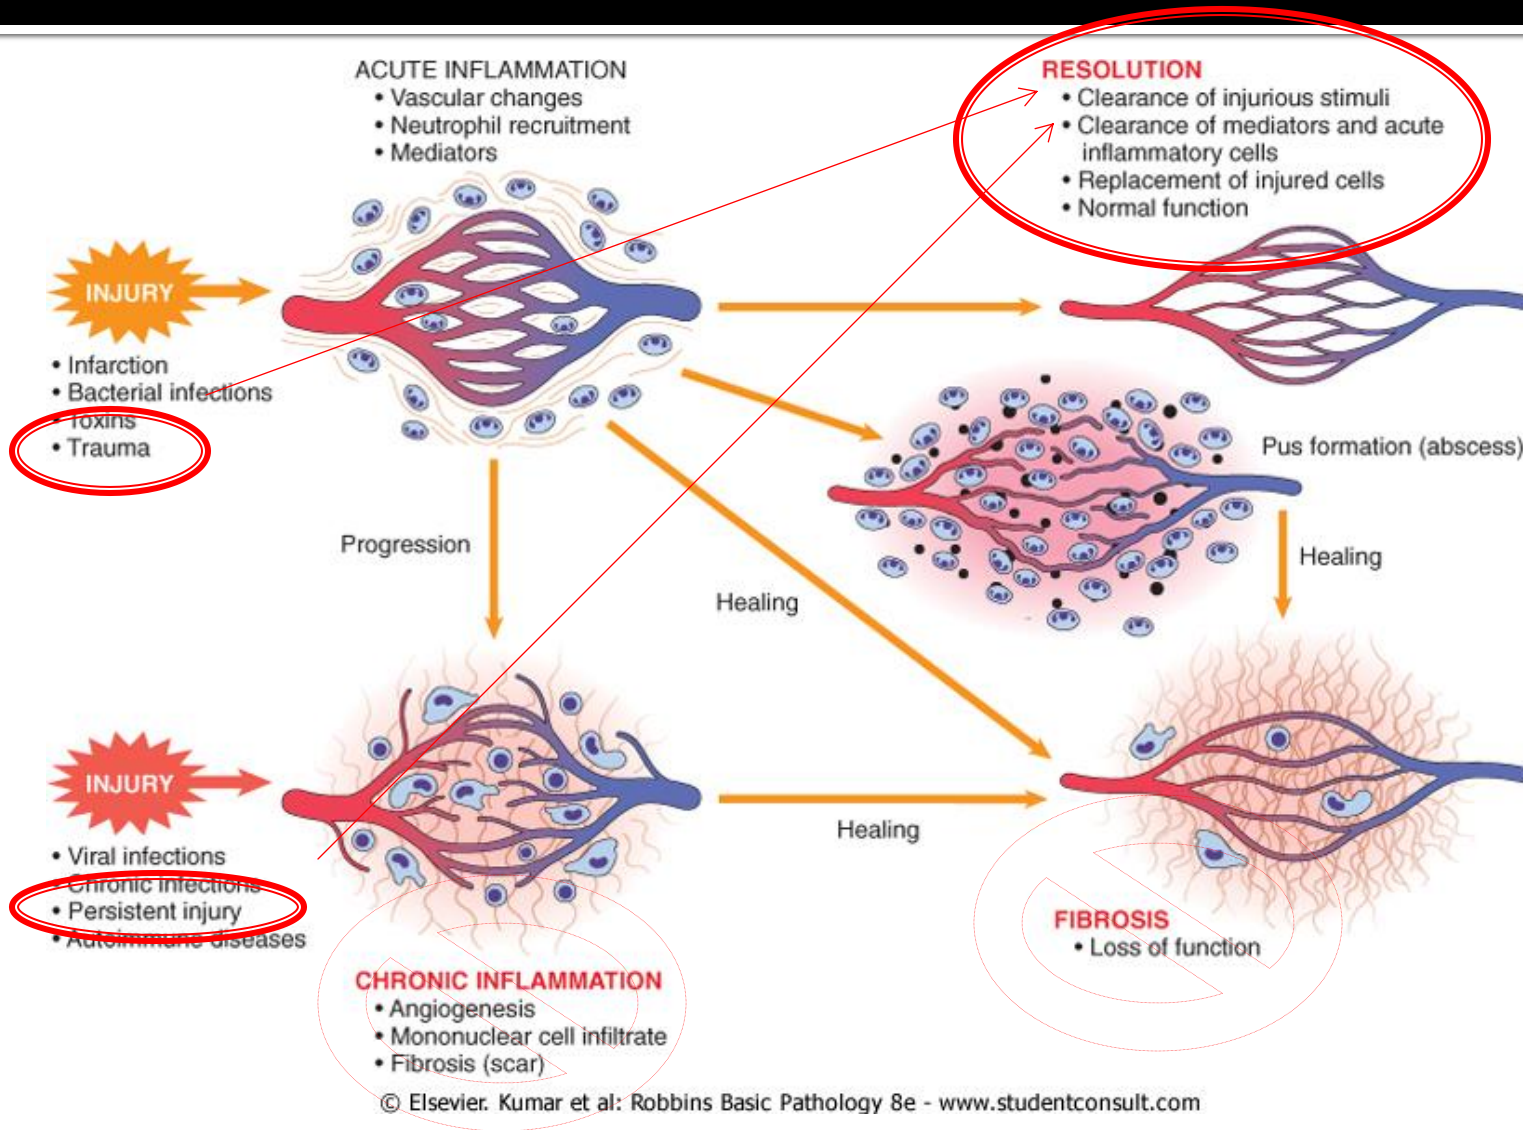 ACUTE INFLAMMATION
• Vascular changes
• Neutrophil recruitment
• Mediators
RESOLUTION
• Clearance of injurious stimuli
• Clearance of mediators and acute
inflammatory cells
• Replacement of injured cells
• Normal function
INJURY
• Infarction
• Bacterial infections
• Toxins
• Trauma
Pus formation (abscess)
Progression
Healing
Healing
INJURY
• Viral infections
• Chronic infections
• Persistent injury
• Autoimmune diseases
Healing
CHRONIC INFLAMMATION
• Angiogenesis
• Mononuclear cell infiltrate
• Fibrosis (scar)
FIBROSIS
• Loss of function
© Elsevier. Kumar et al: Robbins Basic Pathology 8e - www.studentconsult.com